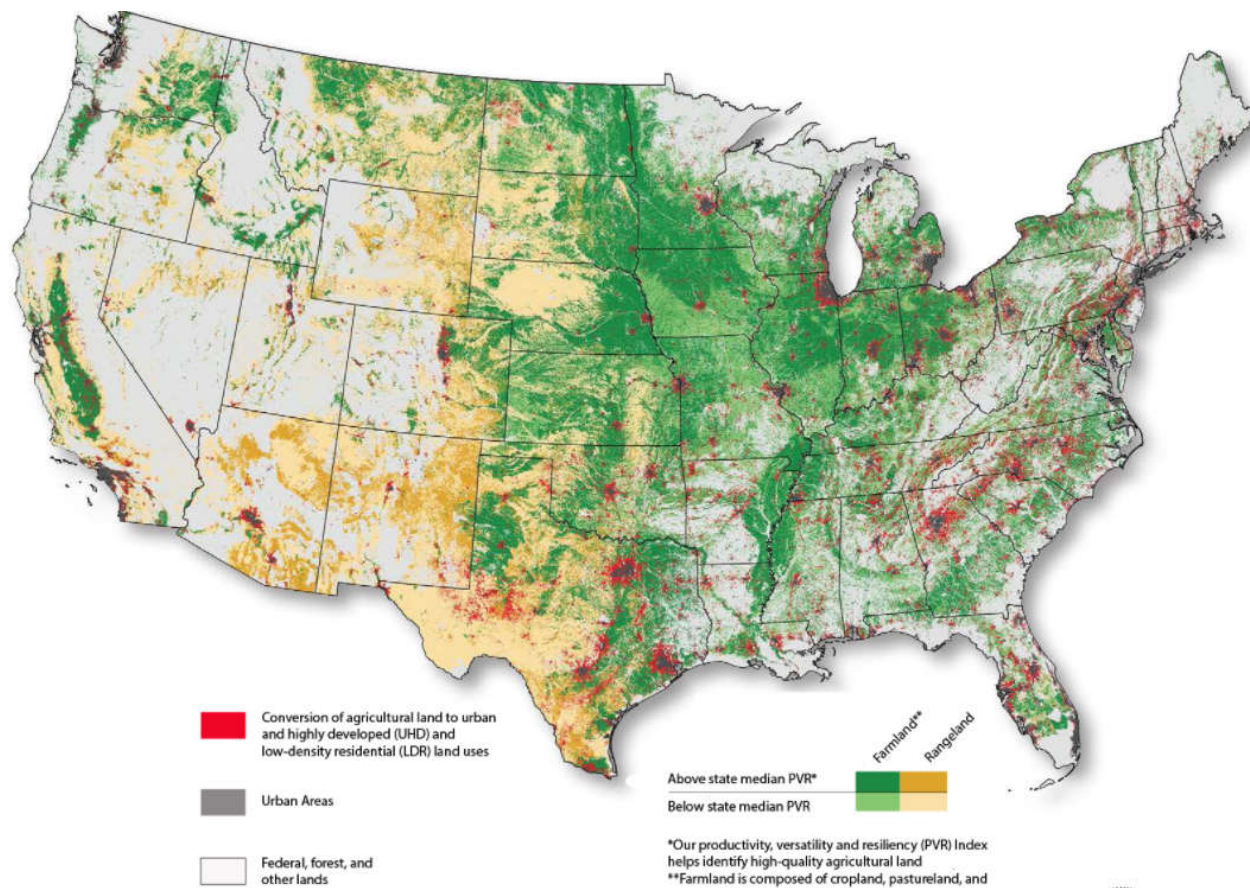 Conversion of agricultural land to urban
and highly developed (UHD) and
low-density residential (LDR) land uses
Urban Areas
Federal, forest, and
other lands
Farmland**
Rangeland
Above state median PVR*
Below state median PVR
*Our productivity, versatility and resiliency (PVR) Index
helps identify high-quality agricultural land
**Farmland is composed of cropland, pastureland, and